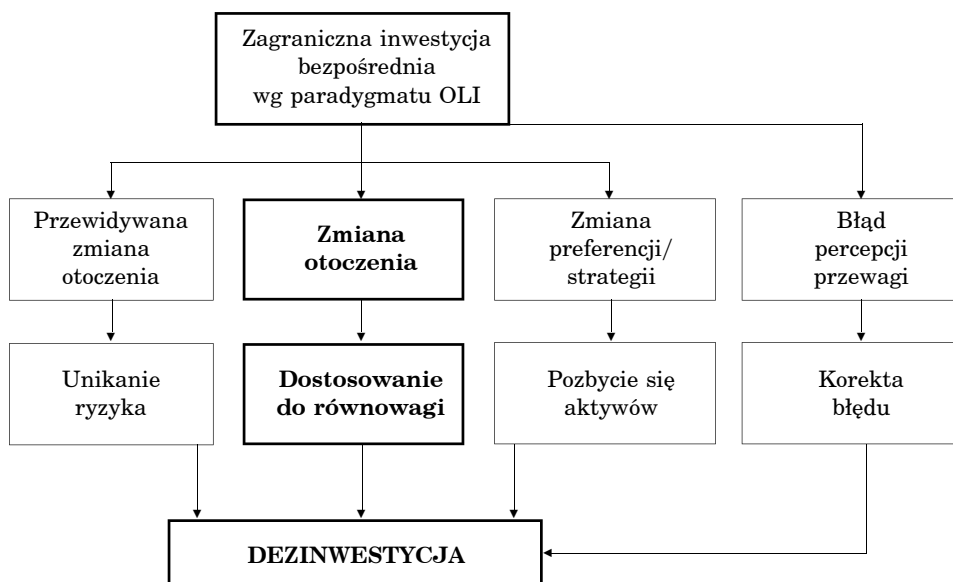 Zagraniczna inwestycja
bezpośrednia
wg paradygmatu OLI
Przewidywana
zmiana
otoczenia
Zmiana
otoczenia
Zmiana
preferencji/
strategii
Błąd
percepcji
przewagi
Unikanie
ryzyka
Dostosowanie
do równowagi
Pozbycie się
aktywów
Korekta
błędu
DEZINWESTYCJA